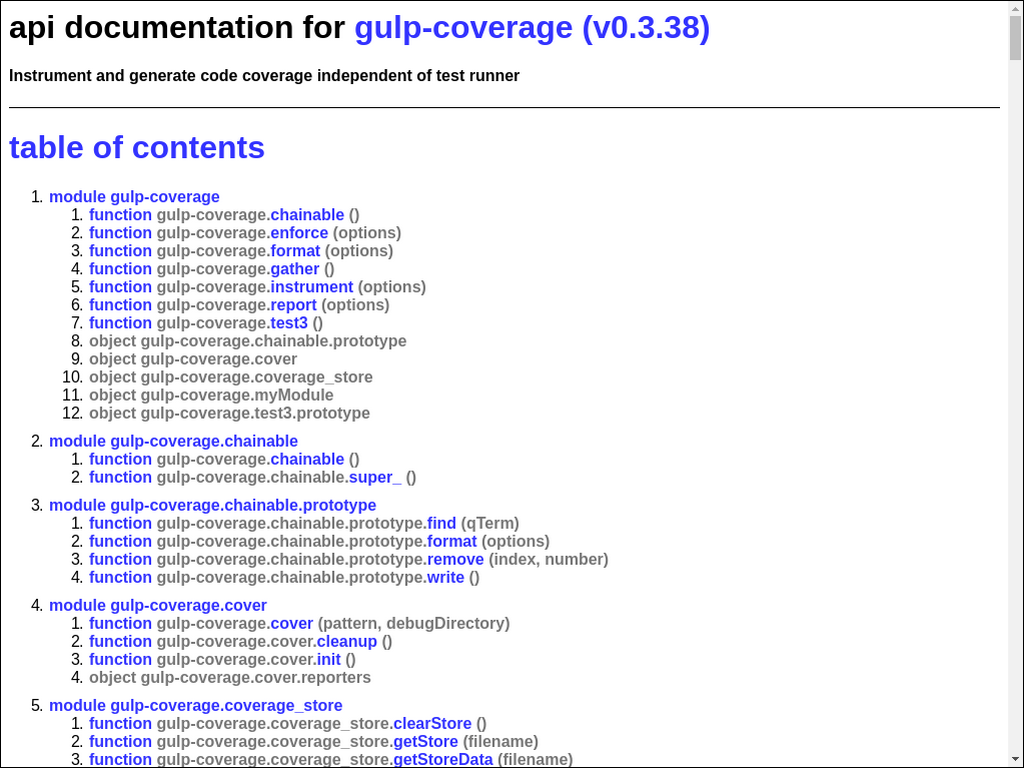 api documentation for gulp-coverage (v0.3.38)
Instrument and generate code coverage independent of test runner
table of contents
1. module gulp-coverage
1. function gulp-coverage.chainable ()
2. function gulp-coverage.enforce (options)
3. function gulp-coverage.format (options)
4. function gulp-coverage.gather ()
5. function gulp-coverage.instrument (options)
6. function gulp-coverage.report (options)
7. function gulp-coverage.test3 ()
8. object gulp-coverage.chainable.prototype
9. object gulp-coverage.cover
10. object gulp-coverage.coverage_store
11. object gulp-coverage.myModule
12. object gulp-coverage.test3.prototype
2. module gulp-coverage.chainable
1. function gulp-coverage.chainable ()
2. function gulp-coverage.chainable.super_ ()
3. module gulp-coverage.chainable.prototype
1. function gulp-coverage.chainable.prototype.find (qTerm)
2. function gulp-coverage.chainable.prototype.format (options)
3. function gulp-coverage.chainable.prototype.remove (index, number)
4. function gulp-coverage.chainable.prototype.write ()
4. module gulp-coverage.cover
1. function gulp-coverage.cover (pattern, debugDirectory)
2. function gulp-coverage.cover.cleanup ()
3. function gulp-coverage.cover.init ()
4. object gulp-coverage.cover.reporters
5. module gulp-coverage.coverage_store
1. function gulp-coverage.coverage_store.clearStore ()
2. function gulp-coverage.coverage_store.getStore (filename)
3. function gulp-coverage.coverage_store.getStoreData (filename)